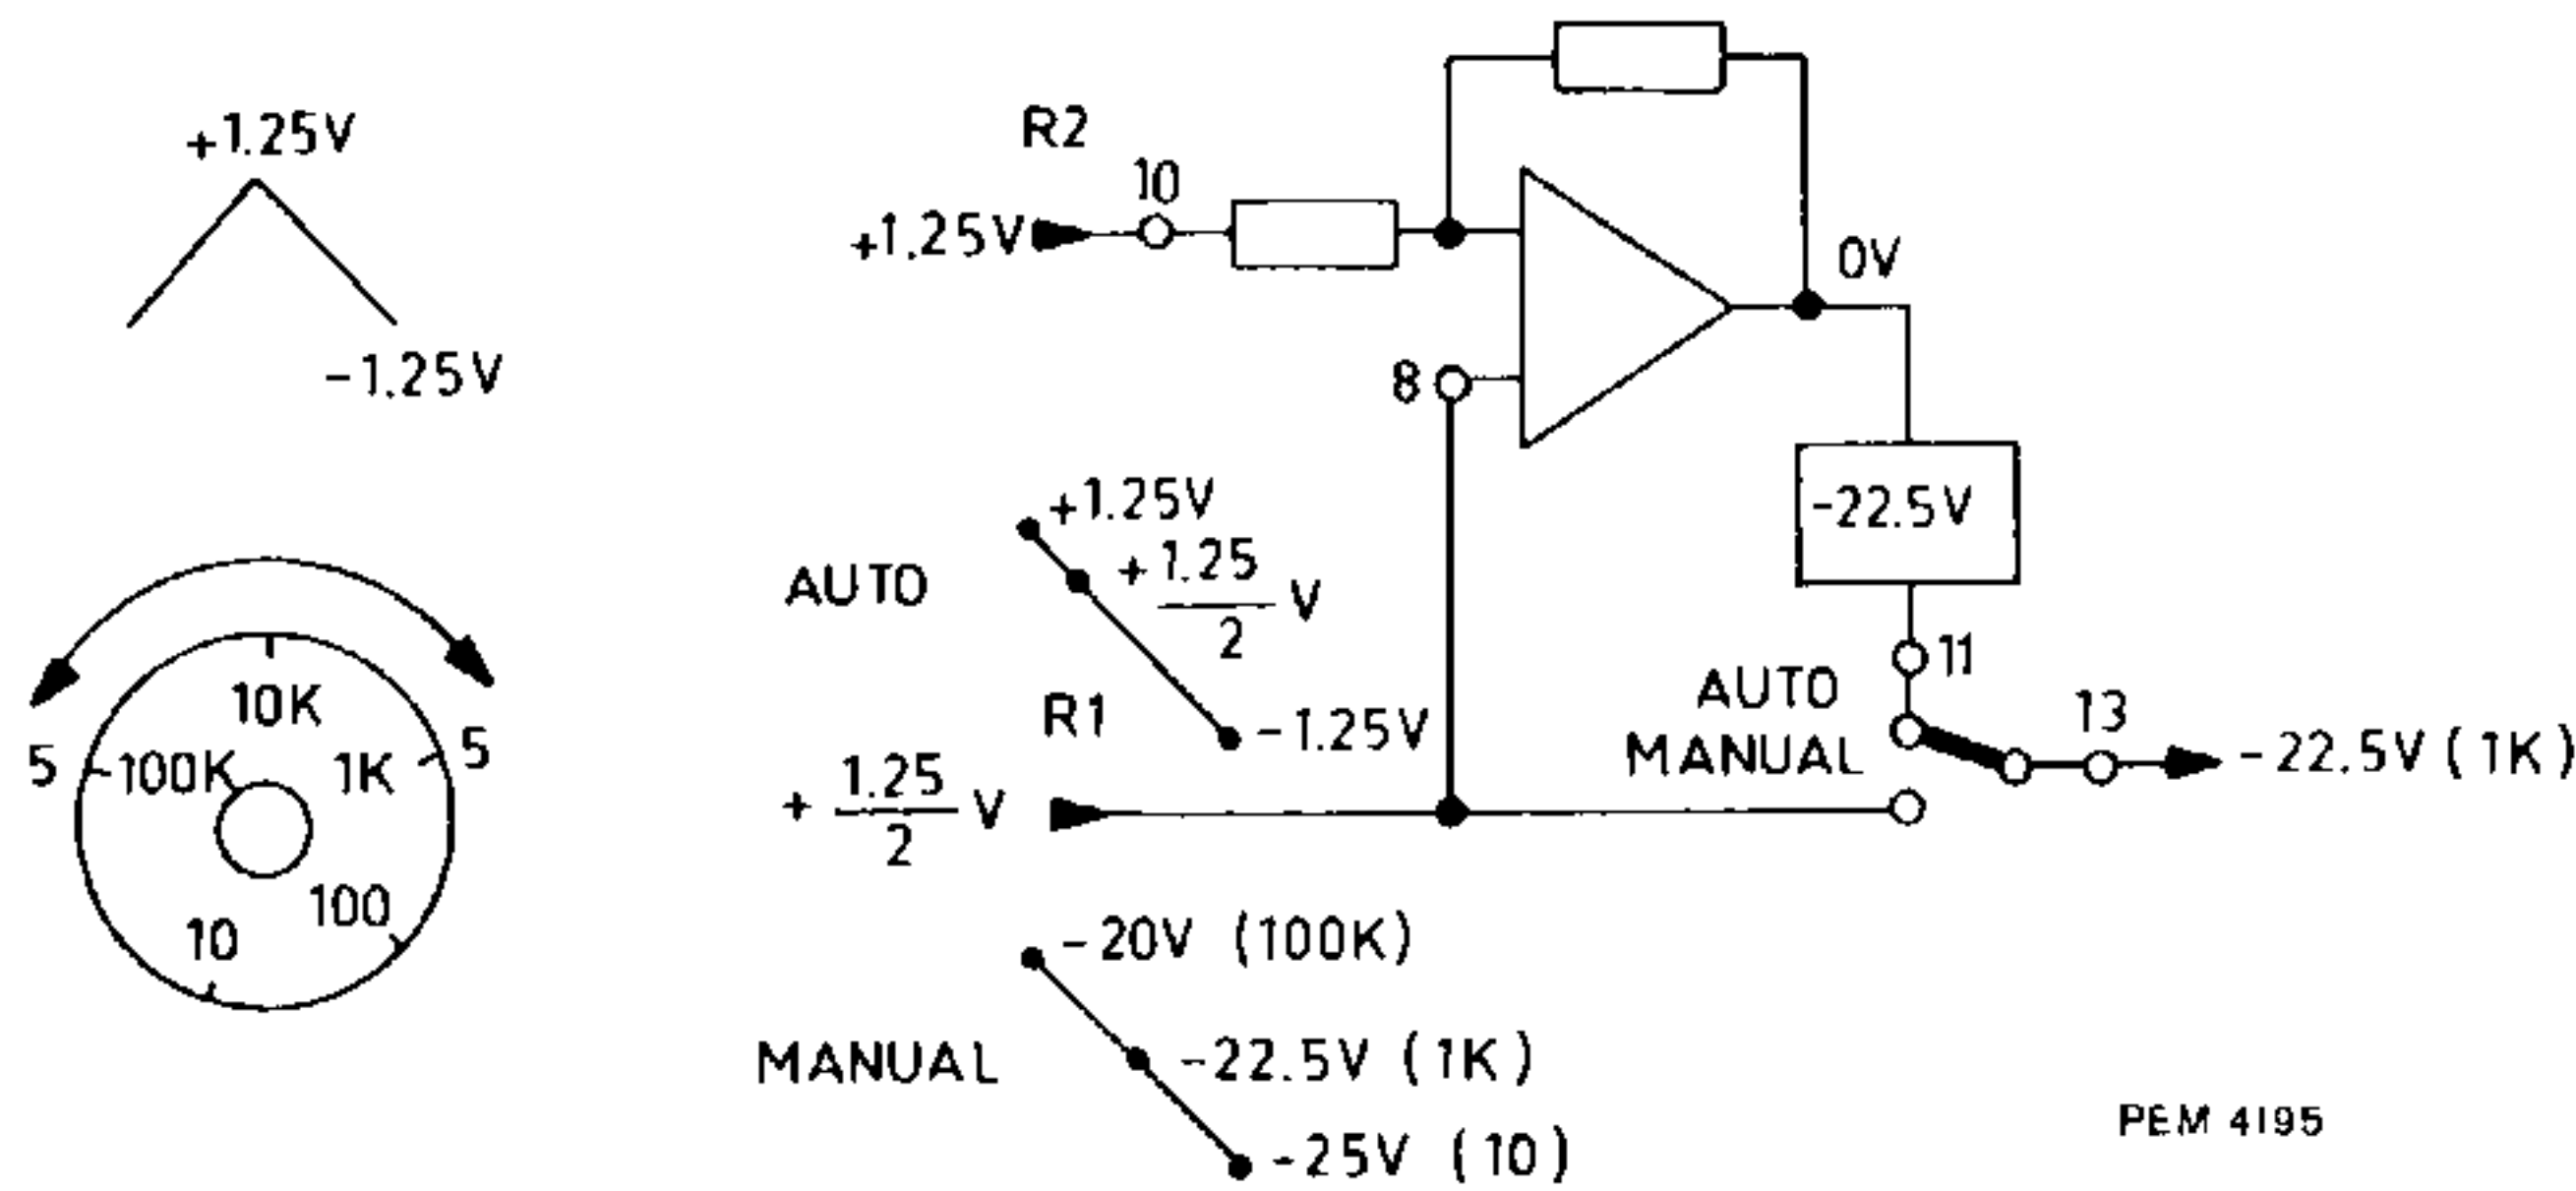 +1.25V
-1.25V
5
10K
-100K
1K
5
10
100
R2
10
+1.25V
0V
8
-22.5V
+1.25V
AUTO
+ 1.25
2
V
R1
-1.25V
+ 1.25
2
V
11
AUTO
MANUAL
13
-22.5V (1K)
-20V (100K)
MANUAL
-22.5V (1K)
-25V (10)
PEM 4195